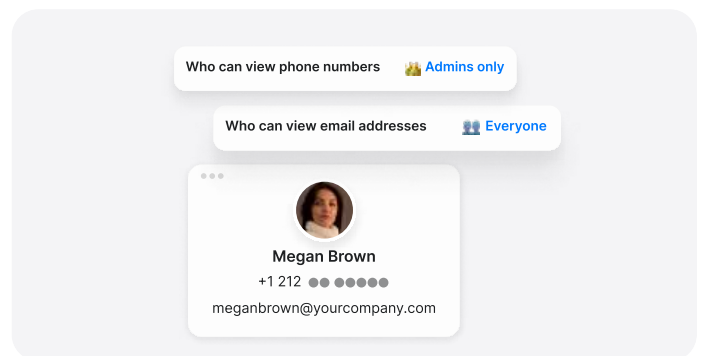 Who can view phone numbers Admins only
Who can view email addresses Everyone
Megan Brown
+1 212 ●● ●●●●●
meganbrown@yourcompany.com